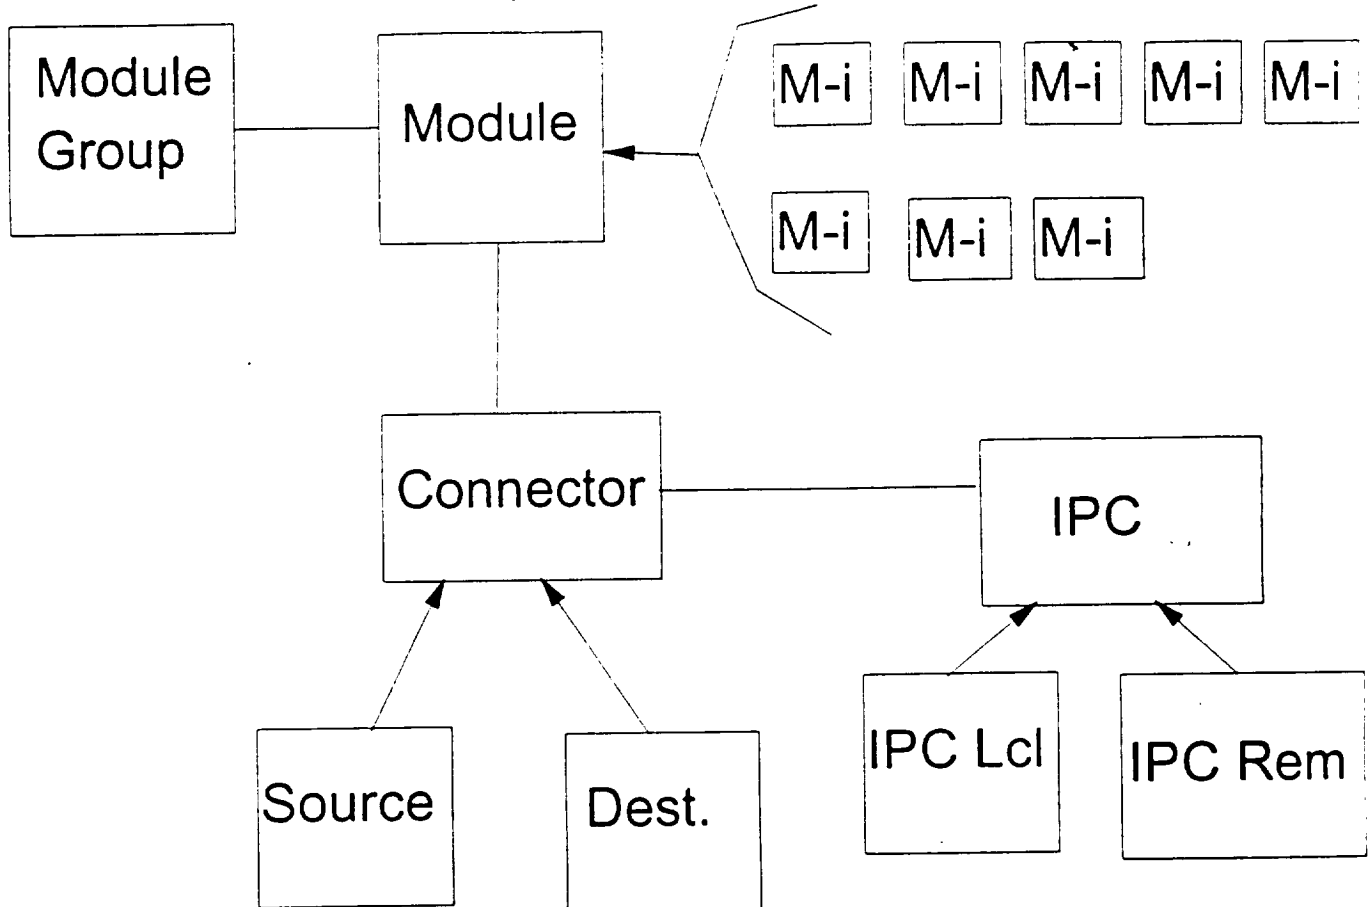 Module
Group
Module
M-i M-i M-i M-i M-i
M-i M-i M-i
Connector
IPC
Source
Dest.
IPC Lcl
IPC Rem